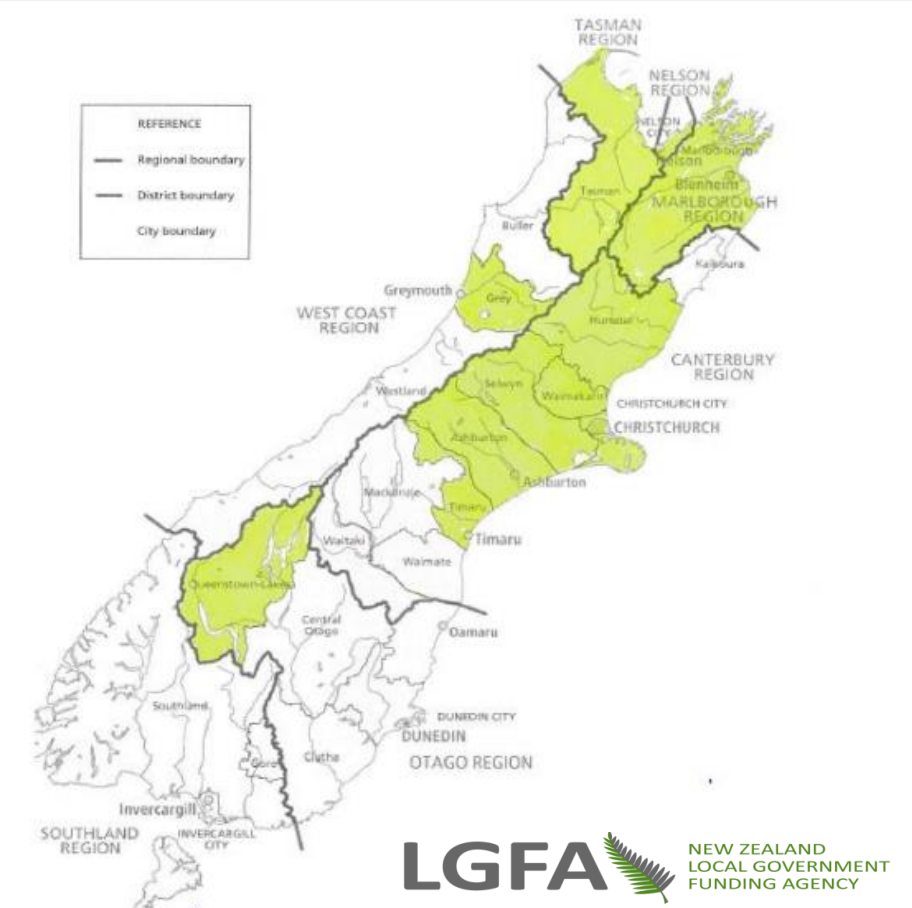 TASMAN
REGION
NELSON
REGION
NELSON
CITY
REFERENCE
Regional boundary
District boundary
City boundary
Marlborough
Nelson
Tasman
Blenheim
MARLBOROUGH
REGION
Buller
Kaikoura
Greymouth
Grey
WEST COAST
REGION
Hurunui
CANTERBURY
REGION
Westland
Selwyn
Waimakariri
CHRISTCHURCH CITY
CHRISTCHURCH
Ashburton
Ashburton
Mackenzie
Timaru
Timaru
Waitaki
Waimate
Queenstown-Lakes
Central
Otago
Oamaru
Southland
DUNEDIN CITY
DUNEDIN
Clutha
Gore
OTAGO REGION
Invercargill
SOUTHLAND
REGION
INVERCARGILL
CITY
LGFA
NEW ZEALAND
LOCAL GOVERNMENT
FUNDING AGENCY